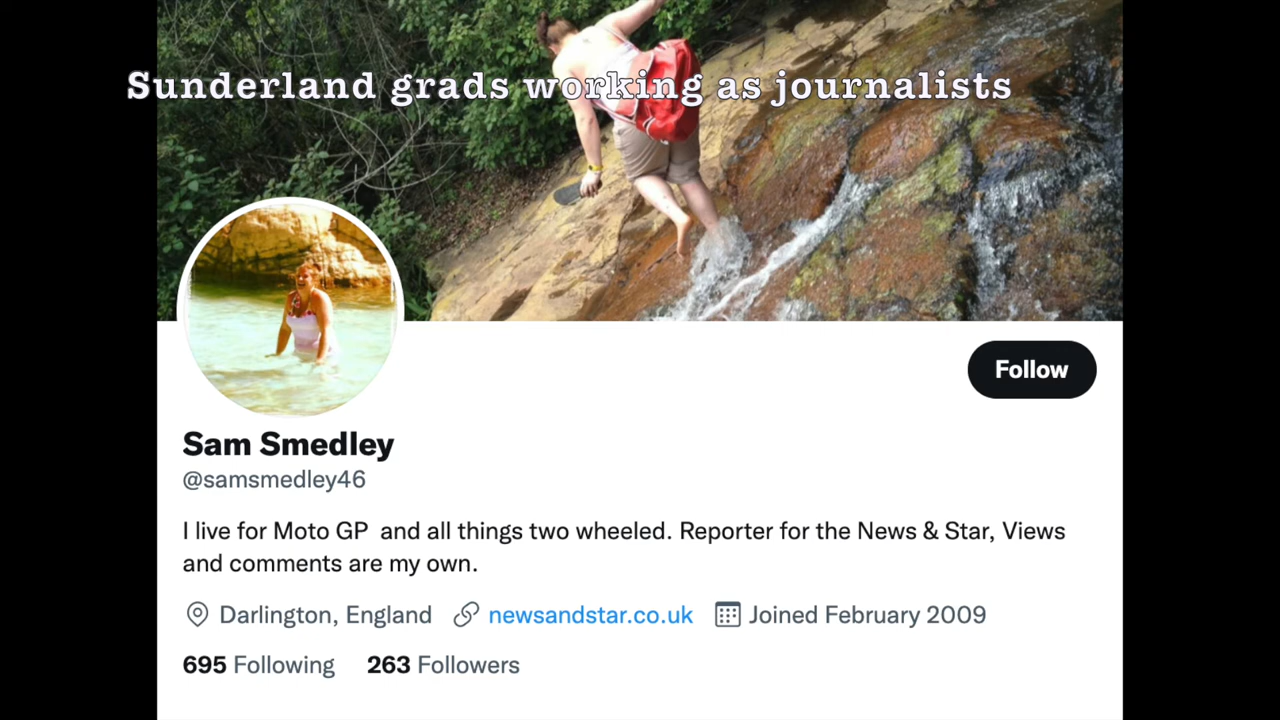 Sunderland grads working as journalists
Follow
Sam Smedley
@samsmedley46
I live for Moto GP  and all things two wheeled. Reporter for the News & Star, Views
and comments are my own.
Darlington, England newsandstar.co.uk Joined February 2009
695 Following 263 Followers